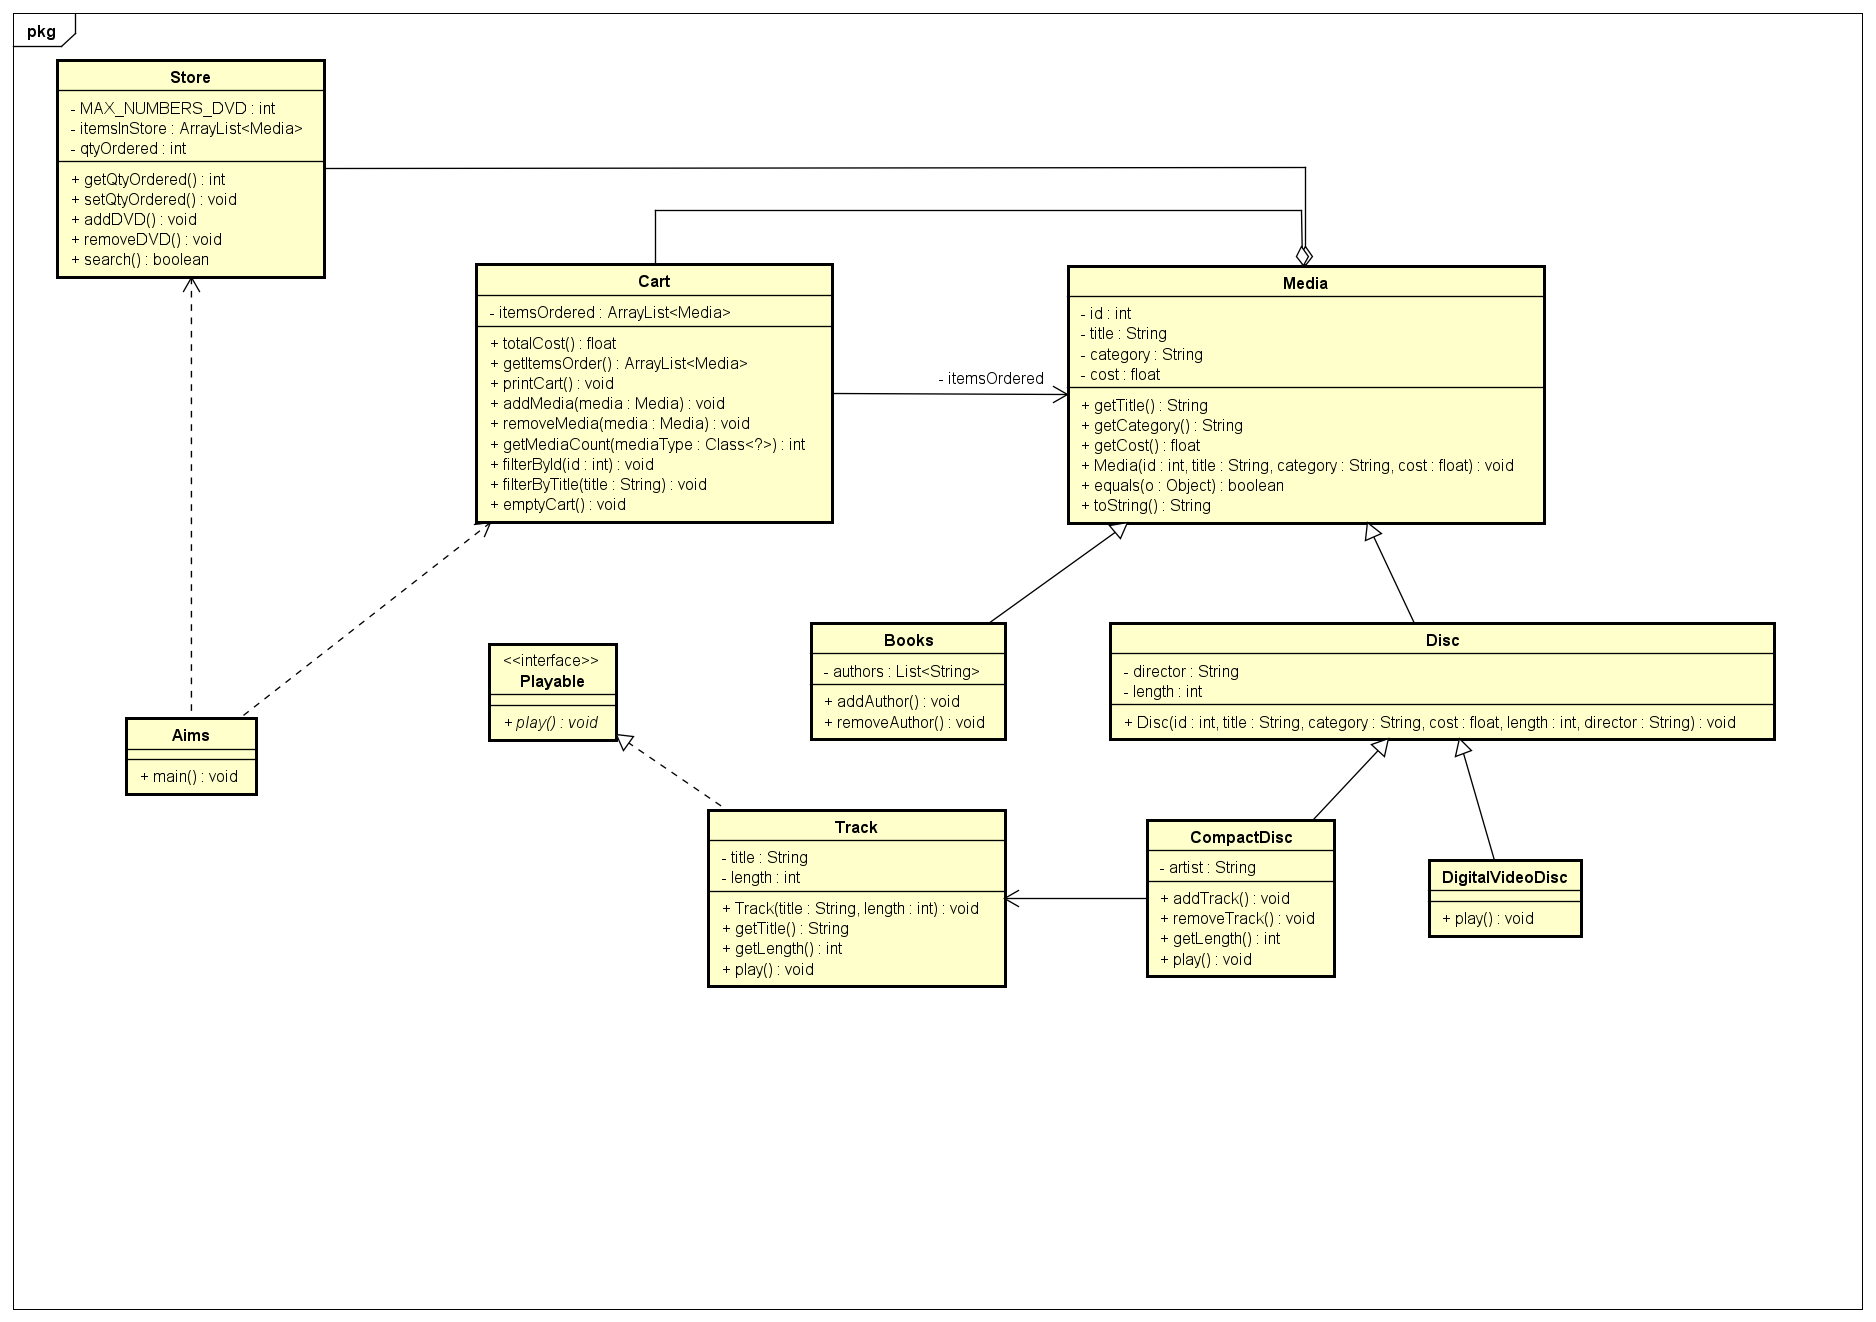 pkg
Store
- MAX_NUMBERS_DVD : int
- itemsInStore : ArrayList<Media>
- qtyOrdered : int
+ getQtyOrdered() : int
+ setQtyOrdered() : void
+ addDVD() : void
+ removeDVD() : void
+ search() : boolean
Cart
- itemsOrdered : ArrayList<Media>
+ totalCost() : float
+ getItemsOrder() : ArrayList<Media>
+ printCart() : void
+ addMedia(media : Media) : void
+ removeMedia(media : Media) : void
+ getMediaCount(mediaType : Class<?>) : int
+ filterById(id : int) : void
+ filterByTitle(title : String) : void
+ emptyCart() : void
- itemsOrdered
Media
- id : int
- title : String
- category : String
- cost : float
+ getTitle() : String
+ getCategory() : String
+ getCost() : float
+ Media(id : int, title : String, category : String, cost : float) : void
+ equals(o : Object) : boolean
+ toString() : String
Aims
+ main() : void
<<interface>>
Playable
+ play() : void
Books
- authors : List<String>
+ addAuthor() : void
+ removeAuthor() : void
Disc
- director : String
- length : int
+ Disc(id : int, title : String, category : String, cost : float, length : int, director : String) : void
Track
- title : String
- length : int
+ Track(title : String, length : int) : void
+ getTitle() : String
+ getLength() : int
+ play() : void
CompactDisc
- artist : String
+ addTrack() : void
+ removeTrack() : void
+ getLength() : int
+ play() : void
DigitalVideoDisc
+ play() : void